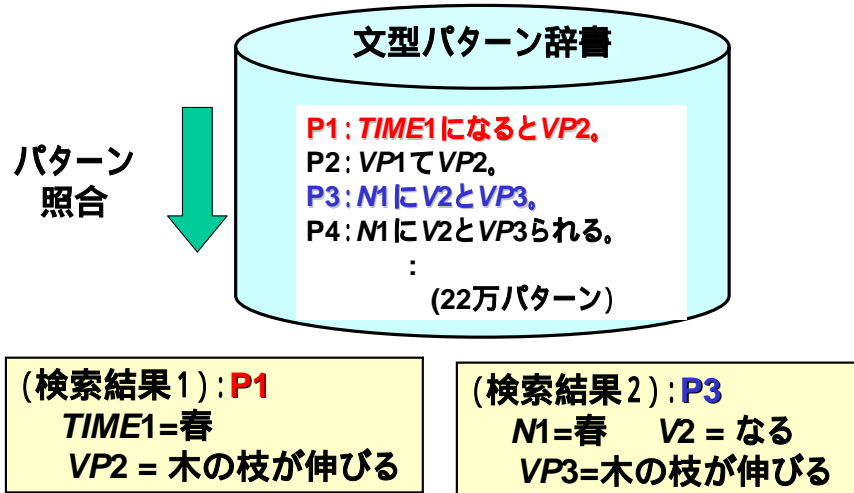 文型パターン辞書
パターン
照合
P1:TIME1になるとVP2。
P2:VP1てVP2。
P3:N1にV2とVP3。
P4:N1にV2とVP3られる。
:
(22万パターン)
(検索結果1):P1
TIME1=春
VP2 = 木の枝が伸びる
(検索結果2):P3
N1=春 V2 = なる
VP3=木の枝が伸びる